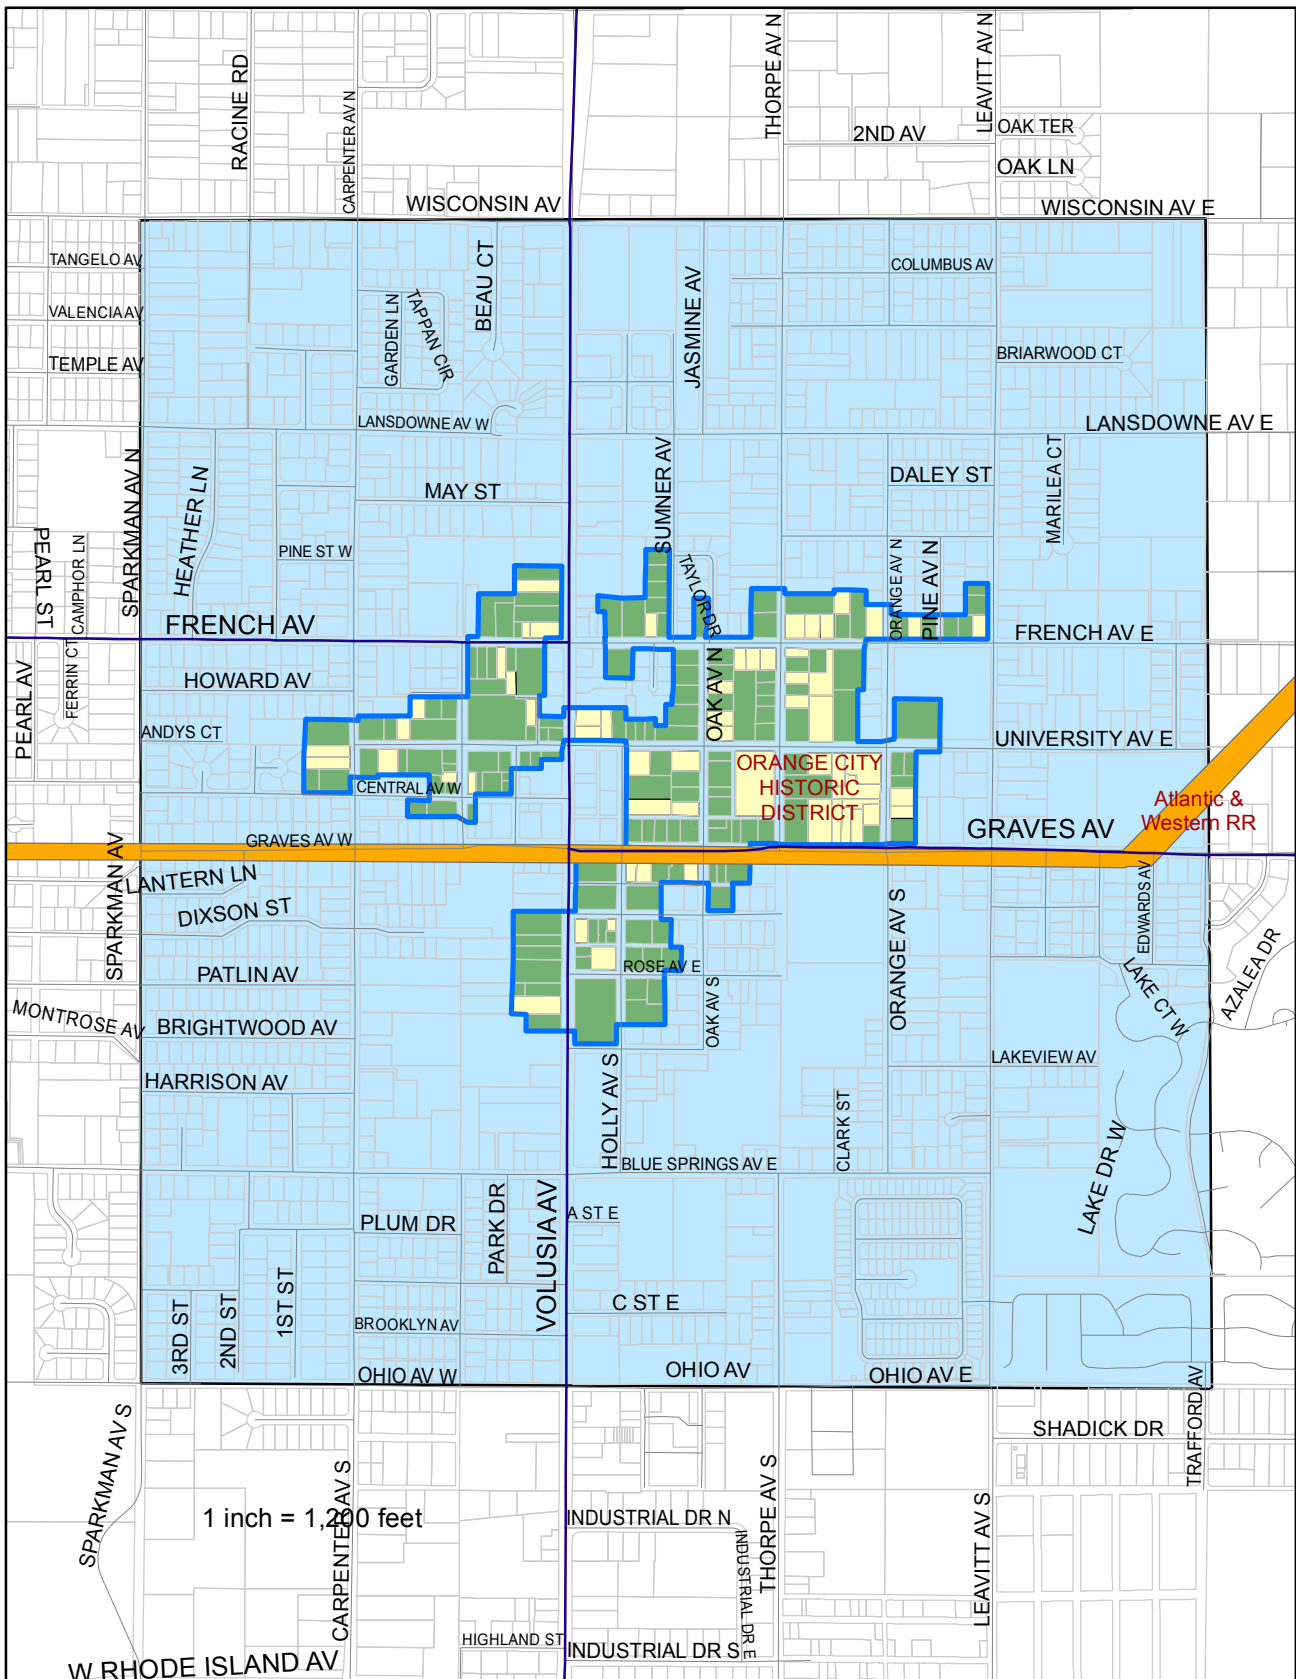 RACINE RD
CARPENTER AV N
THORPE AV N
LEAVITT AV N
2ND AV
OAK TER
OAK LN
WISCONSIN AV
WISCONSIN AV E
TANGELO AV
BEAU CT
JASMINE AV
COLUMBUS AV
VALENCIA AV
GARDEN LN
TAPPAN CIR
TEMPLE AV
BRIARWOOD CT
LANSDOWNE AV W
LANSDOWNE AV E
SPARKMAN AV N
HEATHER LN
MAY ST
SUMNER AV
DALEY ST
MARILEA CT
PEARL ST
CAMPHOR LN
PINE ST W
TAYLOR DR
ORANGE AV N
PINE AV N
FRENCH AV
FRENCH AV E
PEARL AV
FERRIN CT
HOWARD AV
OAK AV N
ANDYS CT
UNIVERSITY AV E
ORANGE CITY
HISTORIC
DISTRICT
CENTRAL AV W
Atlantic &
Western RR
GRAVES AV W
GRAVES AV
SPARKMAN AV
LANTERN LN
DIXSON ST
ORANGE AV S
EDWARDS AV
PATLIN AV
ROSE AV E
LAKE CT W
AZALEA DR
MONTROSE AV
BRIGHTWOOD AV
OAK AV S
LAKEVIEW AV
HARRISON AV
HOLLY AV S
CLARK ST
BLUE SPRINGS AV E
LAKE DR W
PLUM DR
PARK DR
VOLUSIA AV
A ST E
3RD ST
2ND ST
1ST ST
C ST E
BROOKLYN AV
OHIO AV W
OHIO AV
OHIO AV E
TRAFFORD AV
SPARKMAN AV S
SHADICK DR
CARPENTER AV S
1 inch = 1,200 feet
INDUSTRIAL DR N
INDUSTRIAL DR E
THORPE AV S
LEAVITT AV S
HIGHLAND ST
INDUSTRIAL DR S
W RHODE ISLAND AV